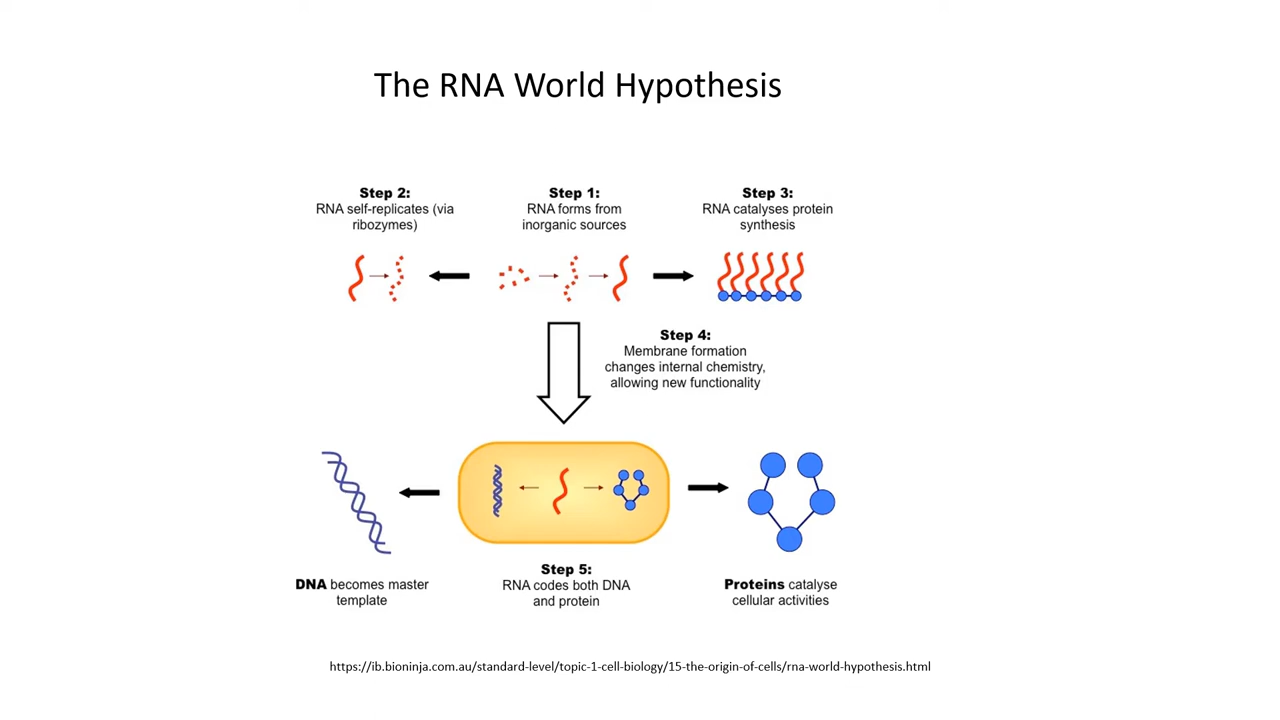 The RNA World Hypothesis
Step 2:
RNA self-replicates (via
ribozymes)
Step 1:
RNA forms from
inorganic sources
Step 3:
RNA catalyses protein
synthesis
Step 4:
Membrane formation
changes internal chemistry,
allowing new functionality
DNA becomes master
template
Step 5:
RNA codes both DNA
and protein
Proteins catalyse
cellular activities
https://ib.bioninja.com.au/standard-level/topic-1-cell-biology/15-the-origin-of-cells/rna-world-hypothesis.html